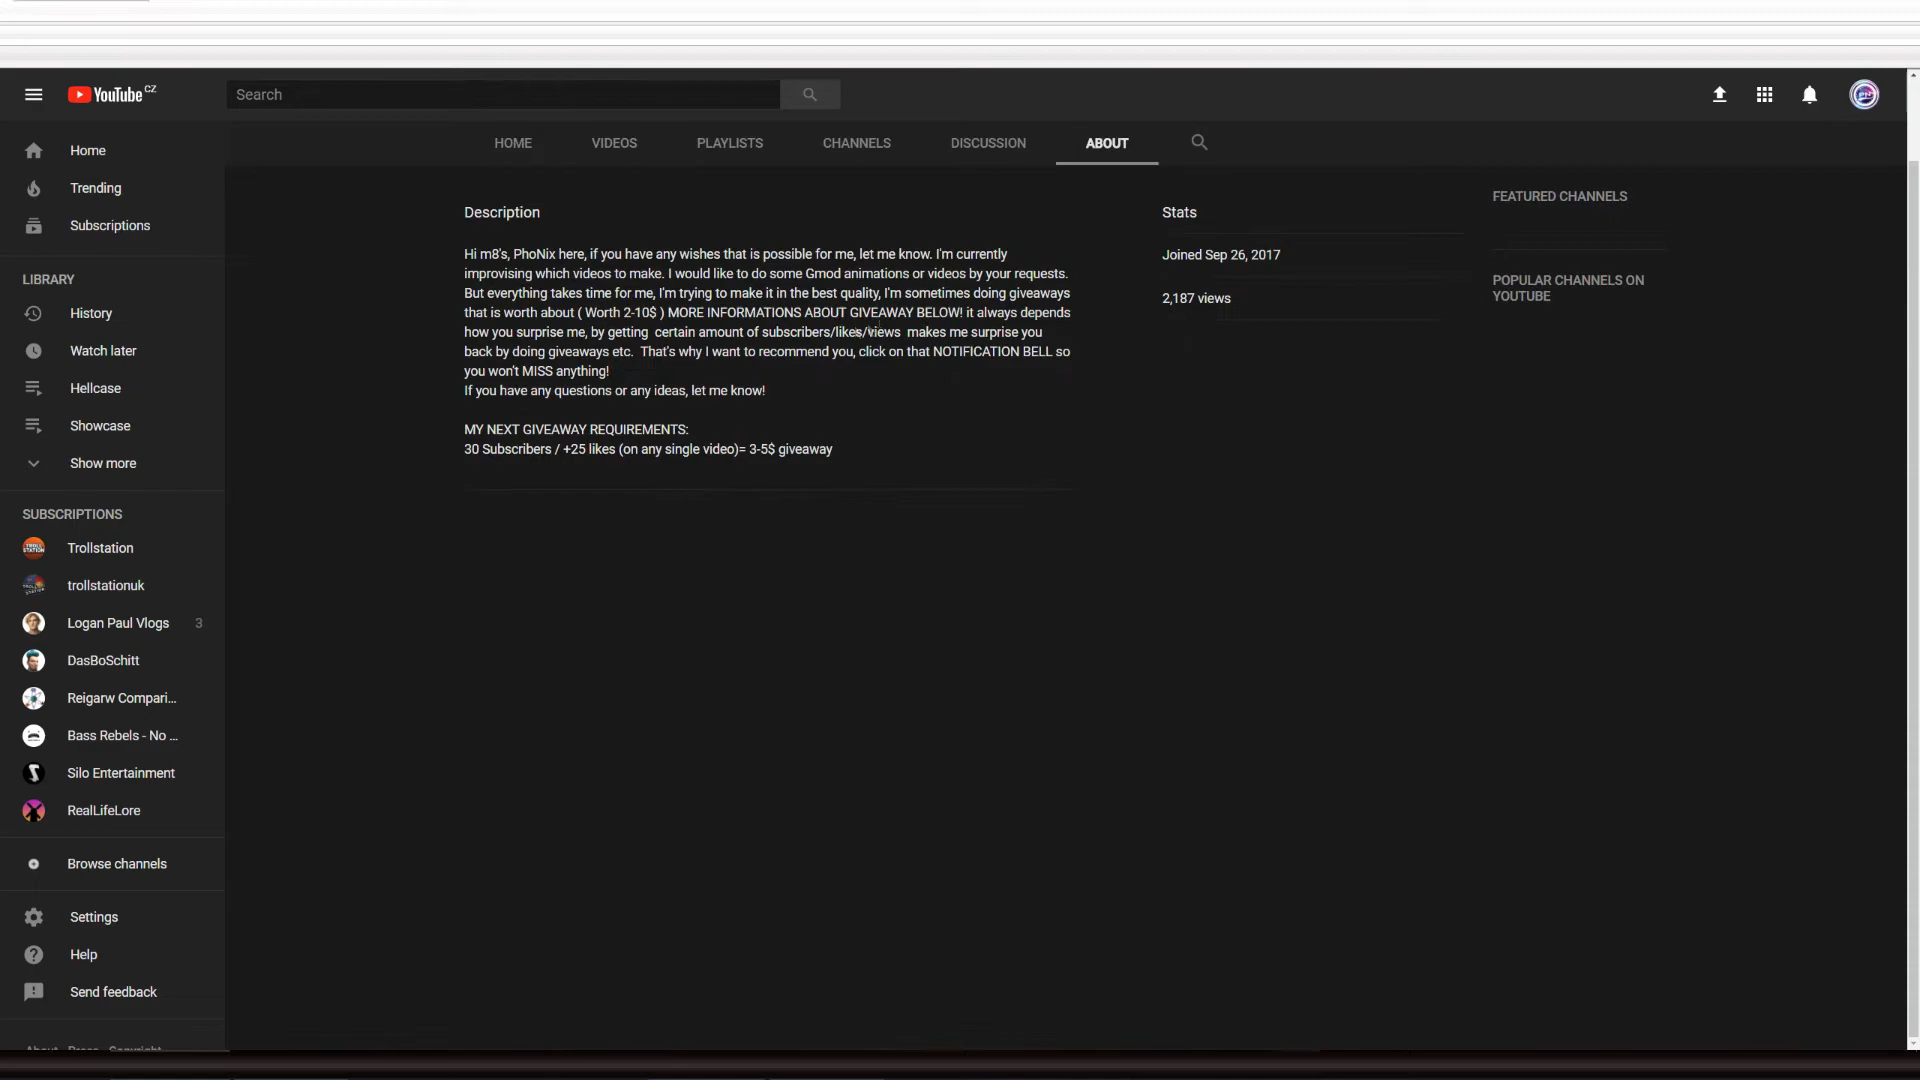 YouTube CZ
Search
HOME
VIDEOS
PLAYLISTS
CHANNELS
DISCUSSION
ABOUT
Home
Trending
Subscriptions
LIBRARY
History
Watch later
Hellcase
Showcase
Show more
SUBSCRIPTIONS
Trollstation
trollstationuk
Logan Paul Vlogs 3
DasBoSchitt
Reigarw Compari...
Bass Rebels - No ...
Silo Entertainment
RealLifeLore
Browse channels
Settings
Help
Send feedback
About Press Copyright
Description
Hi m8's, PhoNix here, if you have any wishes that is possible for me, let me know. I'm currently
improvising which videos to make. I would like to do some Gmod animations or videos by your requests.
But everything takes time for me, I'm trying to make it in the best quality, I'm sometimes doing giveaways
that is worth about ( Worth 2-10$ ) MORE INFORMATIONS ABOUT GIVEAWAY BELOW! it always depends
how you surprise me, by getting certain amount of subscribers/likes/views makes me surprise you
back by doing giveaways etc. That's why I want to recommend you, click on that NOTIFICATION BELL so
you won't MISS anything!
If you have any questions or any ideas, let me know!
MY NEXT GIVEAWAY REQUIREMENTS:
30 Subscribers / +25 likes (on any single video)= 3-5$ giveaway
Stats
Joined Sep 26, 2017
2,187 views
FEATURED CHANNELS
POPULAR CHANNELS ON
YOUTUBE